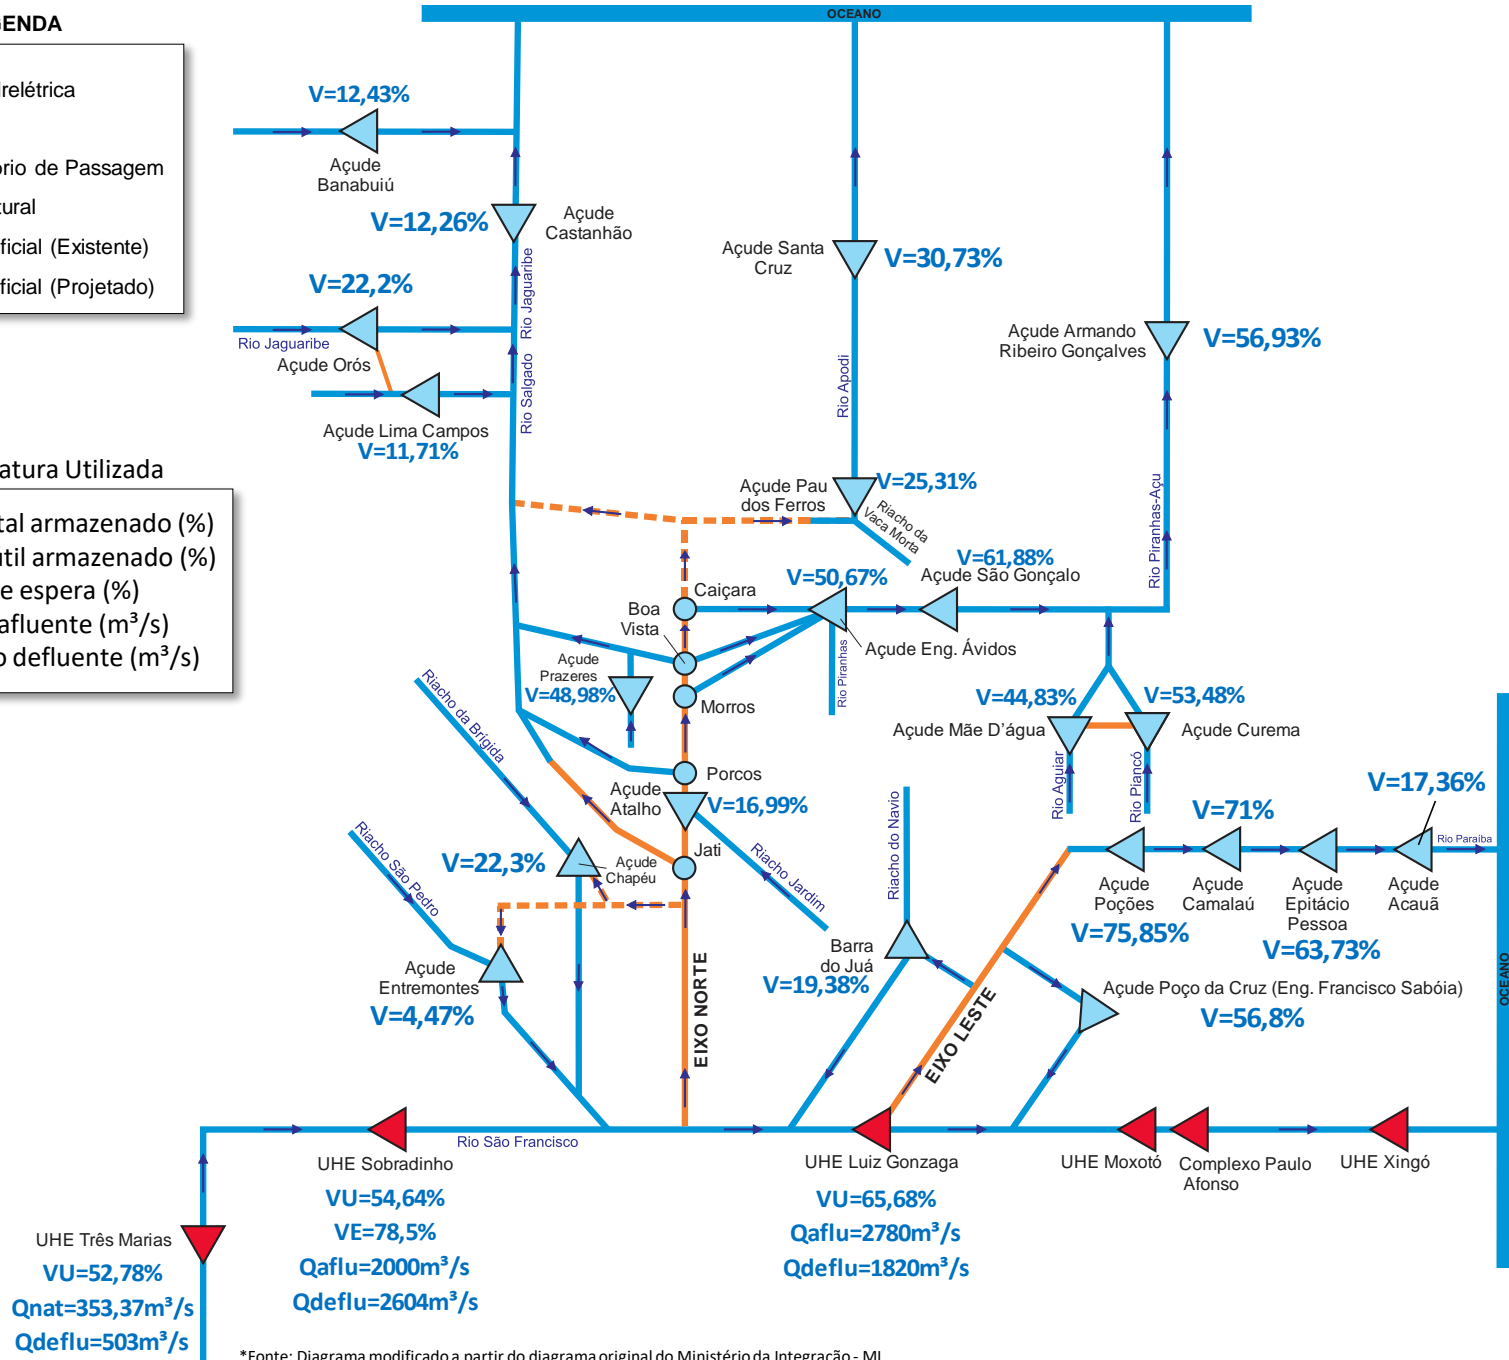 OCEANO
GENDA
drelétrica
ório de Passagem
tural
ificial (Existente)
ificial (Projetado)
V=12,43%
Açude
Banabuiú
V=12,26%
Açude
Castanhão
Rio Jaguaribe
V=22,2%
Rio Jaguaribe
Açude Orós
Rio Salgado
Açude Lima Campos
V=11,71%
Açude Santa
Cruz
V=30,73%
Rio Apodi
Açude Armando
Ribeiro Gonçalves
V=56,93%
Rio Piranhas-Açu
atura Utilizada
tal armazenado (%)
útil armazenado (%)
e espera (%)
afluente (m³/s)
o defluente (m³/s)
Açude Pau
dos Ferros
V=25,31%
Riacho da
Vaca Morta
V=61,88%
Açude São Gonçalo
V=50,67%
Caiçara
Boa
Vista
Açude Eng. Ávidos
Rio Piranhas
Açude
Prazeres
V=48,98%
Morros
Porcos
Riacho da Brígida
V=44,83%
Açude Mãe D'água
V=53,48%
Açude Curema
Rio Aguiar
Rio Piancó
Açude
Atalho
V=16,99%
Jati
Riacho Jardim
Riacho do Navio
V=22,3%
Açude
Chapéu
Riacho São Pedro
V=17,36%
V=71%
Rio Paraíba
Açude
Poções
V=75,85%
Açude
Camalaú
Açude
Epitácio
Pessoa
V=63,73%
Açude
Acauã
Açude
Entremontes
V=4,47%
EIXO NORTE
Barra
do Juá
V=19,38%
EIXO LESTE
Açude Poço da Cruz (Eng. Francisco Sabóia)
V=56,8%
OCEANO
Rio São Francisco
UHE Sobradinho
VU=54,64%
VE=78,5%
Qaflu=2000m³/s
Qdeflu=2604m³/s
UHE Luiz Gonzaga
VU=65,68%
Qaflu=2780m³/s
Qdeflu=1820m³/s
UHE Moxotó
Complexo Paulo
Afonso
UHE Xingó
UHE Três Marias
VU=52,78%
Qnat=353,37m³/s
Qdeflu=503m³/s
*Fonte: Diagrama modificado a partir do diagrama original do Ministério da Integração - MI